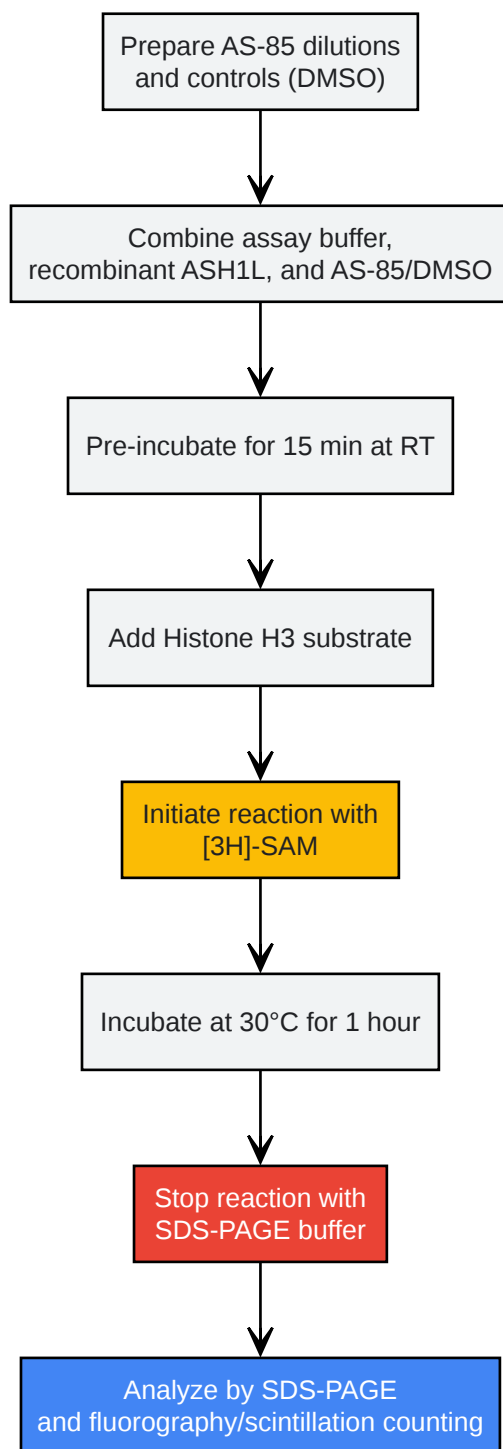 Prepare AS-85 dilutions
and controls (DMSO)
Combine assay buffer,
recombinant ASH1L, and AS-85/DMSO
Pre-incubate for 15 min at RT
Add Histone H3 substrate
Initiate reaction with
[3H]-SAM
Incubate at 30°C for 1 hour
Stop reaction with
SDS-PAGE buffer
Analyze by SDS-PAGE
and fluorography/scintillation counting